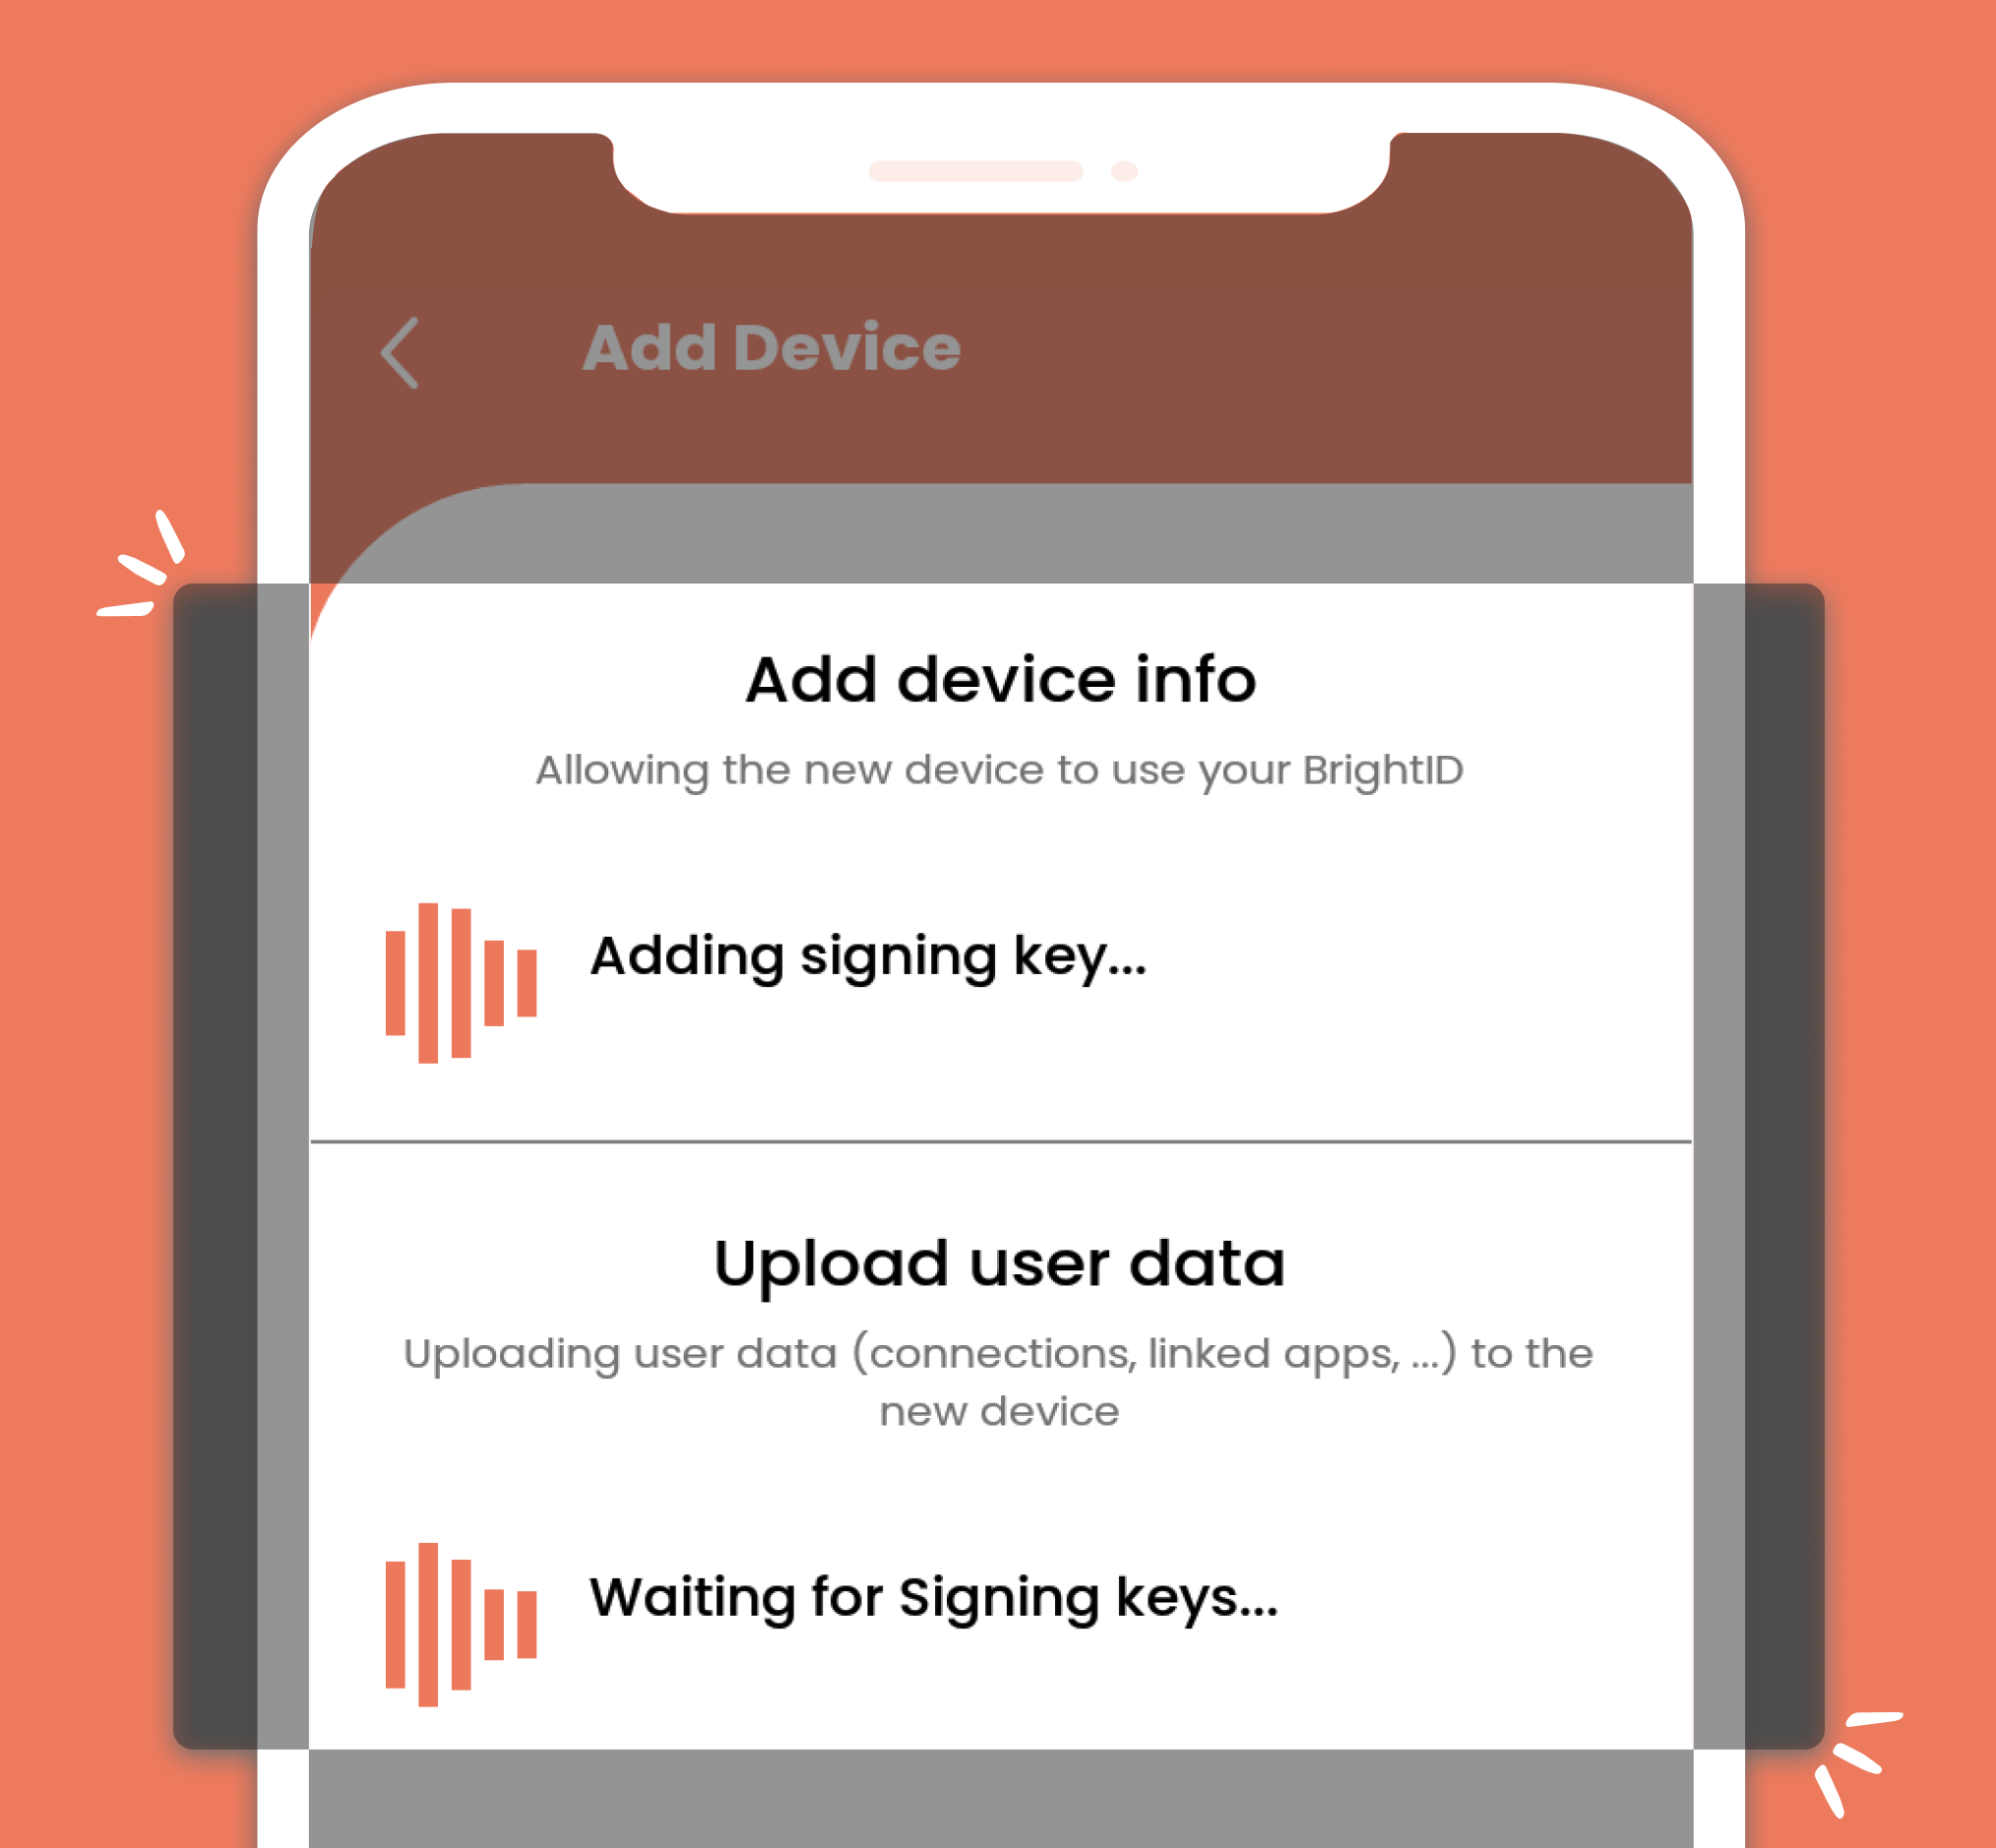 Add Device
Add device info
Allowing the new device to use your BrightID
Adding signing key...
Upload user data
Uploading user data (connections, linked apps, ...) to the
new device
Waiting for Signing keys...